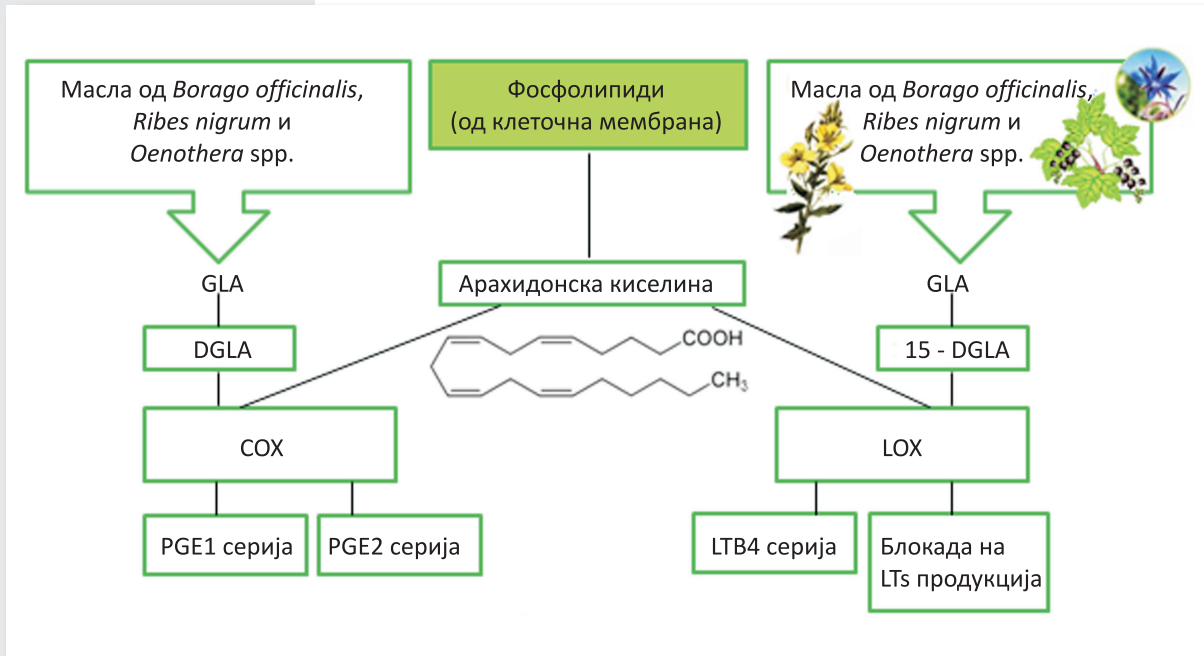 Масла од Borago officinalis,
Ribes nigrum и
Oenothera spp.
Фосфолипиди
(од клеточна мембрана)
Масла од Borago officinalis,
Ribes nigrum и
Oenothera spp.
GLA
Арахидонска киселина
GLA
DGLA
COOH
CH3
15 - DGLA
COX
LOX
PGE1 серија
PGE2 серија
LTB4 серија
Блокада на
LTs продукција